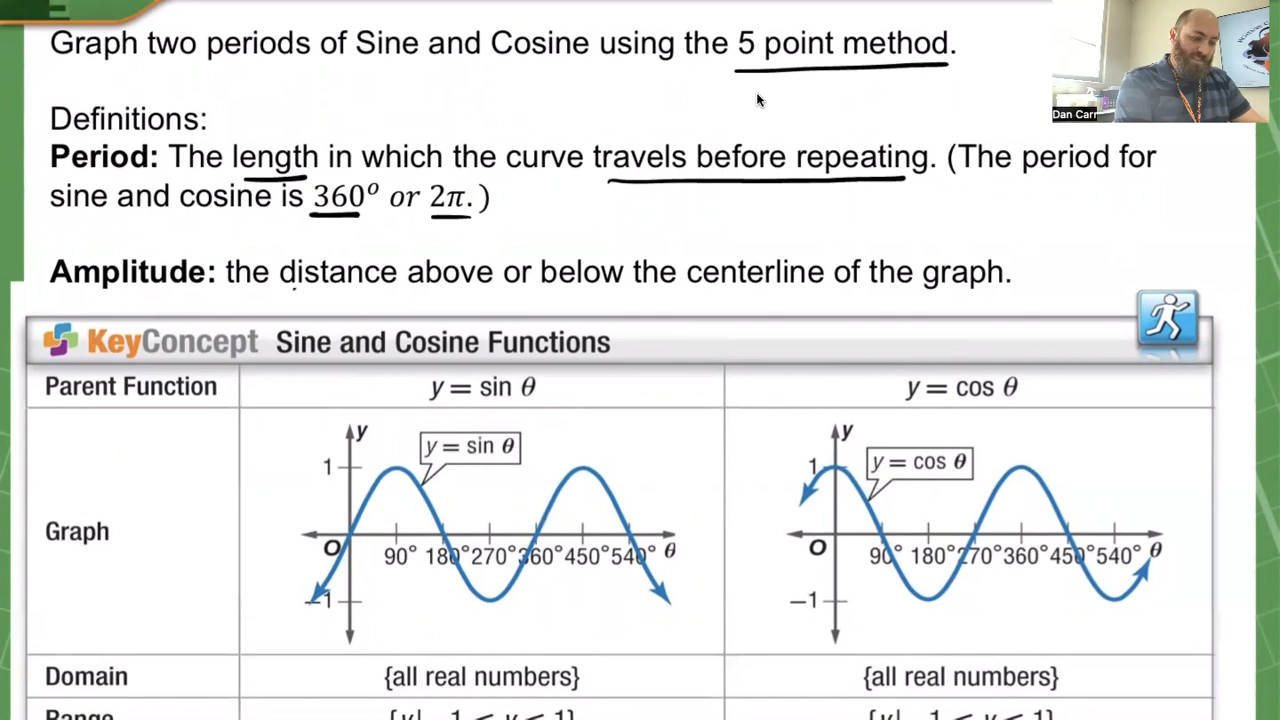 Graph two periods of Sine and Cosine using the 5 point method.
Dan Carr
Definitions:
Period: The length in which the curve travels before repeating. (The period for
sine and cosine is 360° or 2π.)
Amplitude: the distance above or below the centerline of the graph.
KeyConcept Sine and Cosine Functions
Parent Function y = sin θ y = cos θ
Graph
y
y = sin θ
1
O
90° 180° 270° 360° 450° 540° θ
−1
y
y = cos θ
1
O
90° 180° 270° 360° 450° 540° θ
−1
Domain {all real numbers} {all real numbers}
Range